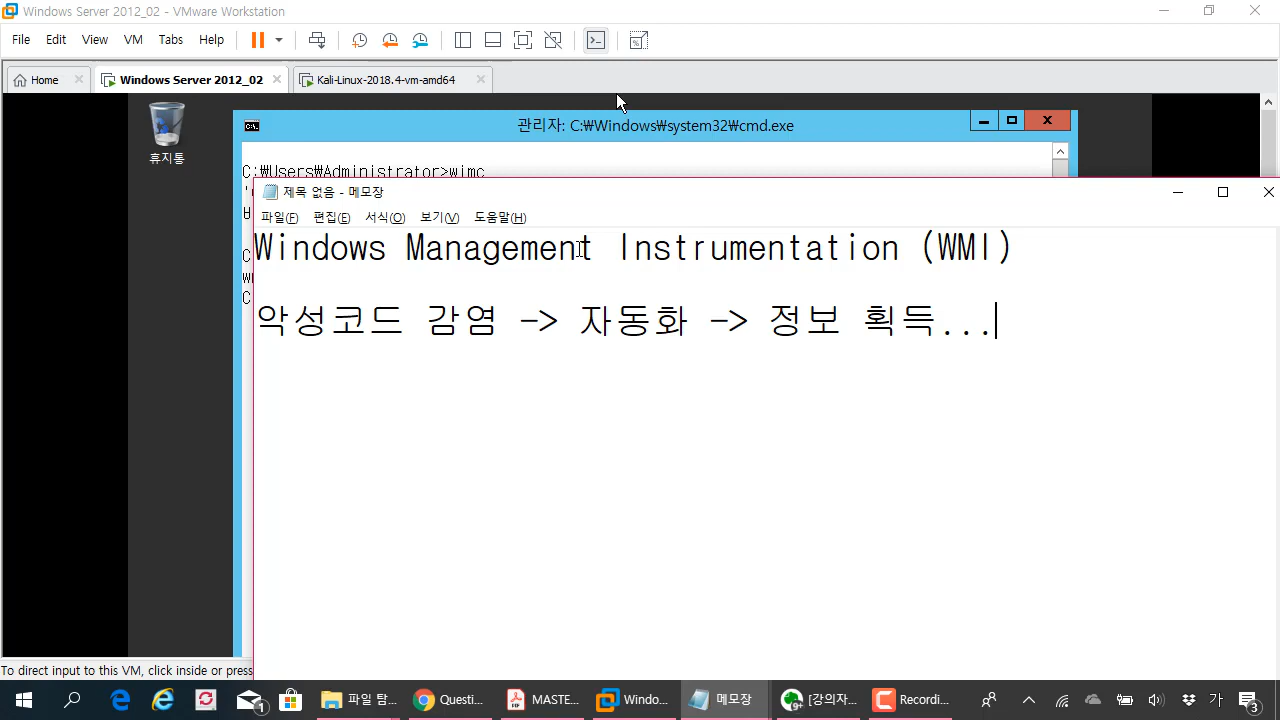 Windows Server 2012_02 - VMware Workstation
File Edit View VM Tabs Help
Home
Windows Server 2012_02
Kali-Linux-2018.4-vm-amd64
휴지통
관리자: C:₩Windows₩system32₩cmd.exe
C:₩Users₩Administrator>wimc
제목 없음 - 메모장
파일(F) 편집(E) 서식(O) 보기(V) 도움말(H)
Windows Management Instrumentation (WMI)
악성코드 감염 -> 자동화 -> 정보 획득...
To direct input to this VM, click inside or press
1
파일 탐...
Questi...
MASTE...
Windo...
메모장
9+
[강의자...
Recordi...
가
3